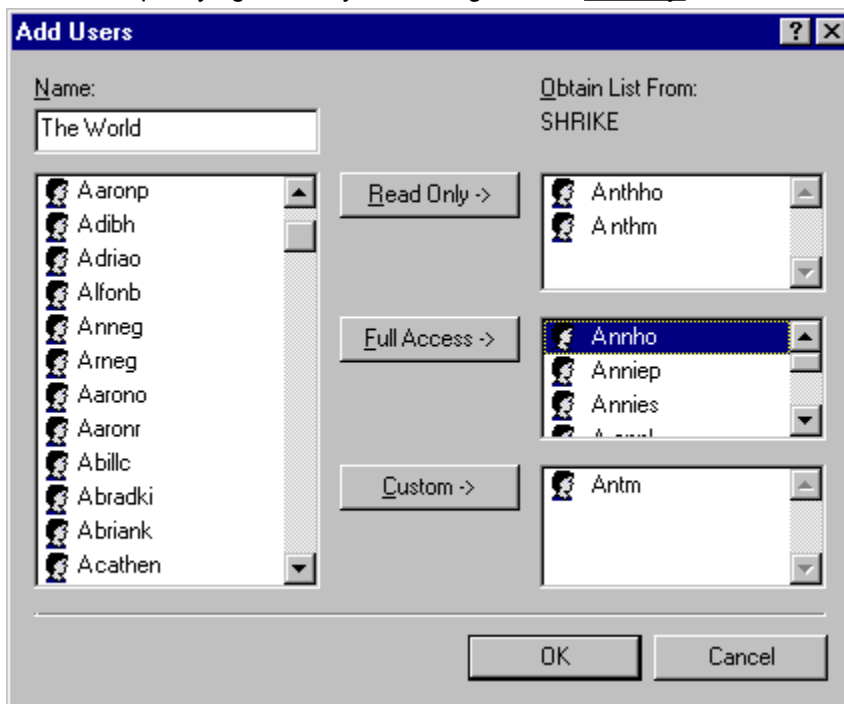 Add Users
Name:
Obtain List From:
The World
SHRIKE
Aaronp
Adibh
Adriao
Alfonb
Anneg
Arneg
Aarono
Aaronr
Abillc
Abradki
Abriank
Acathen
Read Only ->
Anthho
Anthm
Full Access ->
Annho
Anniep
Annies
Custom ->
Antm
OK
Cancel